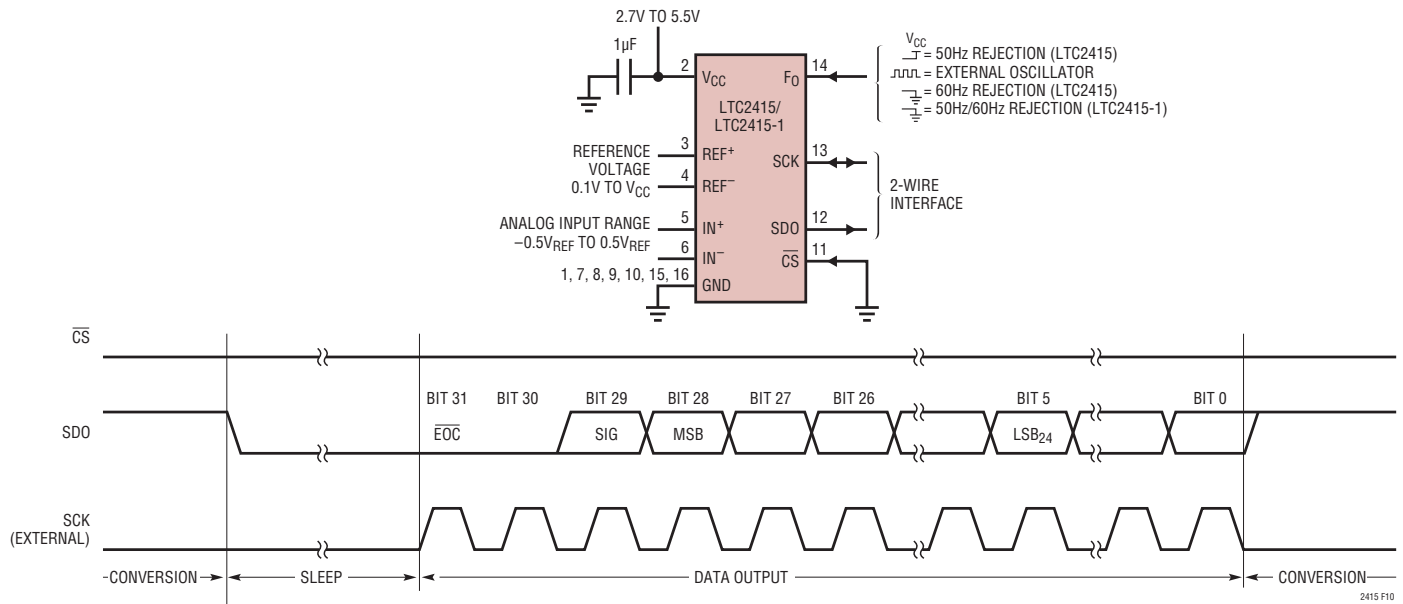 2.7V TO 5.5V
1µF
2
VCC
FO
14
LTC2415/
LTC2415-1
VCC
= 50Hz REJECTION (LTC2415)
= EXTERNAL OSCILLATOR
= 60Hz REJECTION (LTC2415)
= 50Hz/60Hz REJECTION (LTC2415-1)
REFERENCE
VOLTAGE
0.1V TO VCC
3
REF+
4
REF−
SCK
13
2-WIRE
INTERFACE
ANALOG INPUT RANGE
−0.5VREF TO 0.5VREF
5
IN+
6
IN−
SDO
12
CS
11
1, 7, 8, 9, 10, 15, 16
GND
CS
BIT 31 BIT 30 BIT 29 BIT 28 BIT 27 BIT 26 BIT 5 BIT 0
SDO
EOC SIG MSB LSB24
SCK
(EXTERNAL)
CONVERSION SLEEP DATA OUTPUT CONVERSION
2415 F10